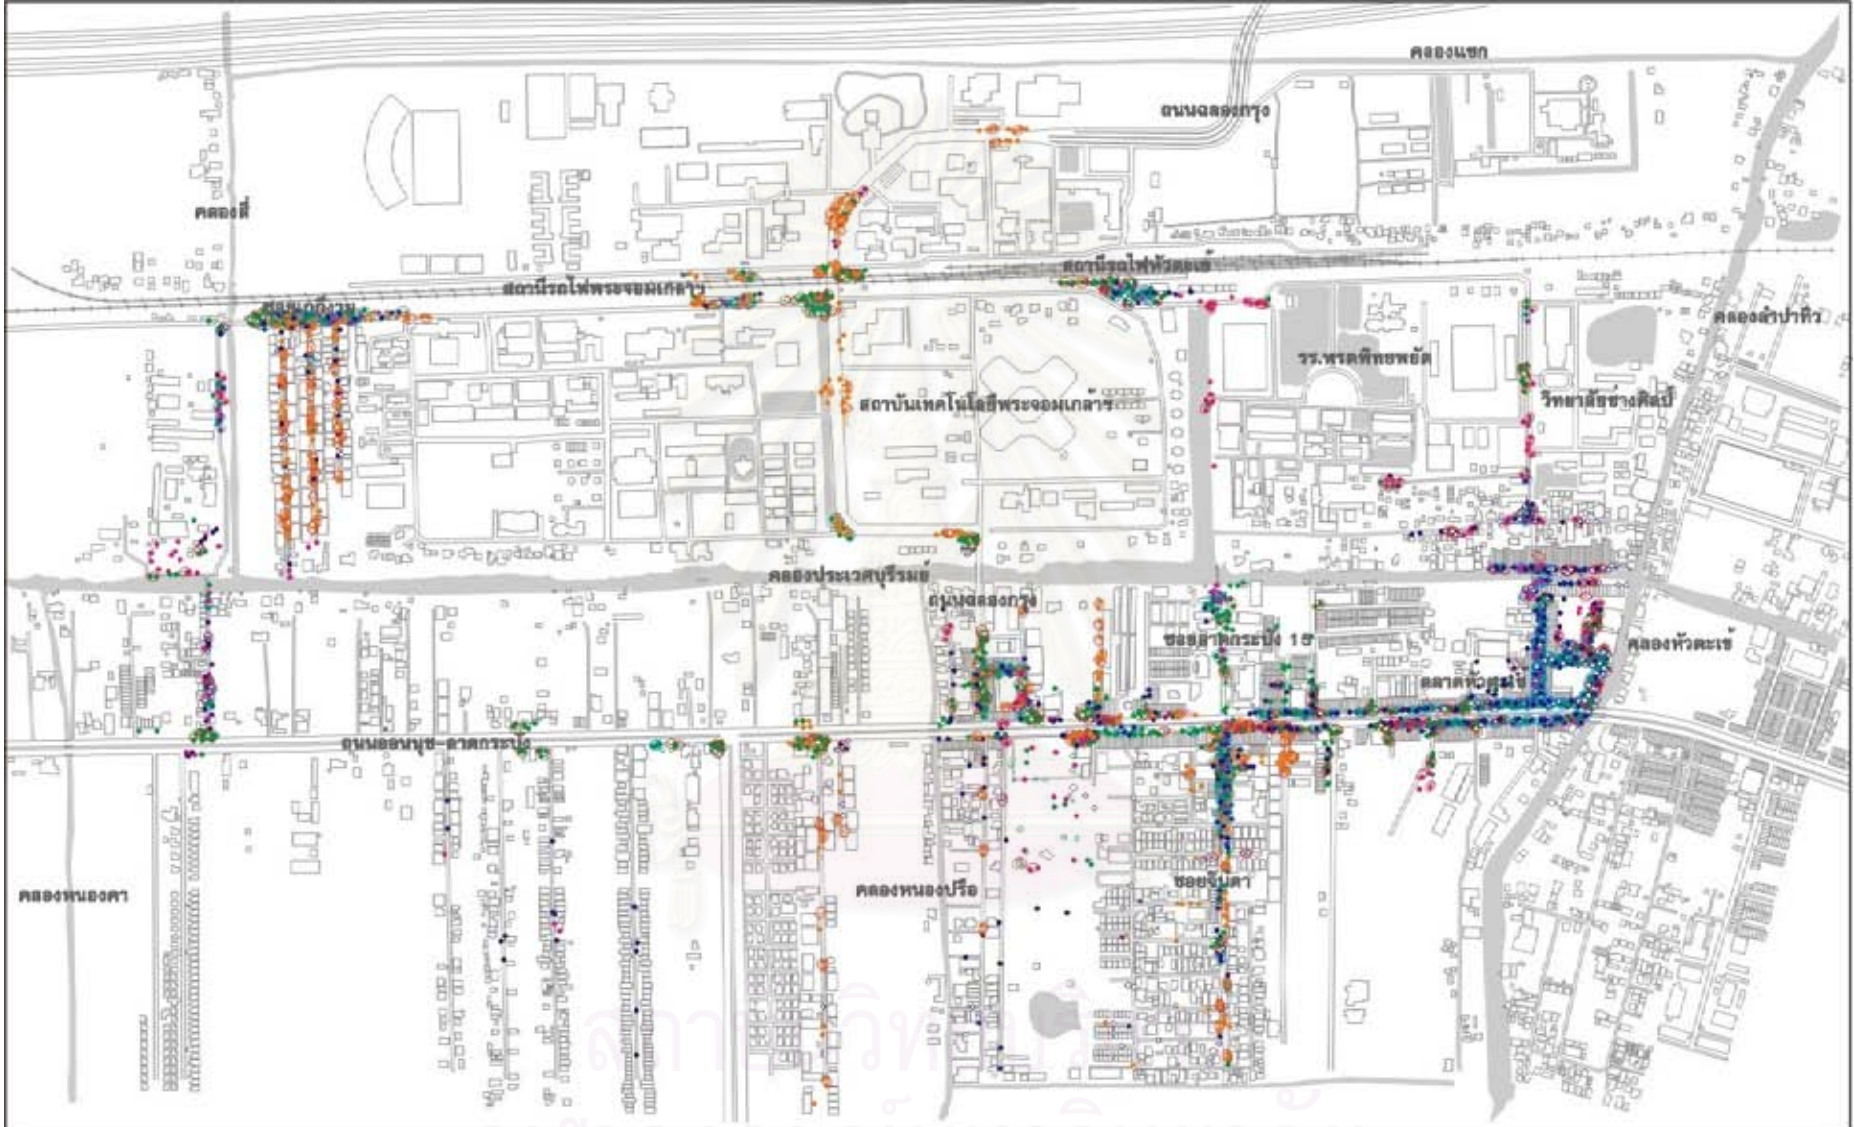 คลองแขก
ถนนฉลองกรุง
คลองสี่
สถานีรถไฟหัวตะเข้
สถานีรถไฟพระจอมเกล้าฯ
ซอยเกกีงาม
คลองลำปาทิว
รร.พรตพิทยพยัต
สถาบันเทคโนโลยีพระจอมเกล้าฯ
วิทยาลัยช่างศิลป์
คลองประเวศบุรีรมย์
ถนนฉลองกรุง
ซอยลาดกระบัง
คลองหัวตะเข้
ตลาดหัวตะเข้
ถนนอ่อนนุช-ลาดกระบัง
ซอยจินดา
คลองหนองปรือ
คลองหนองคา